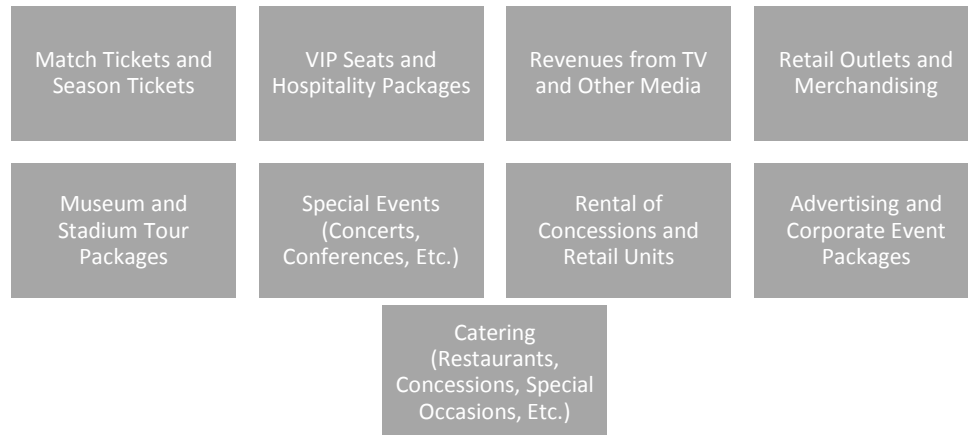 Match Tickets and
Season Tickets
VIP Seats and
Hospitality Packages
Revenues from TV
and Other Media
Retail Outlets and
Merchandising
Museum and
Stadium Tour
Packages
Special Events
(Concerts,
Conferences, Etc.)
Rental of
Concessions and
Retail Units
Advertising and
Corporate Event
Packages
Catering
(Restaurants,
Concessions, Special
Occasions, Etc.)